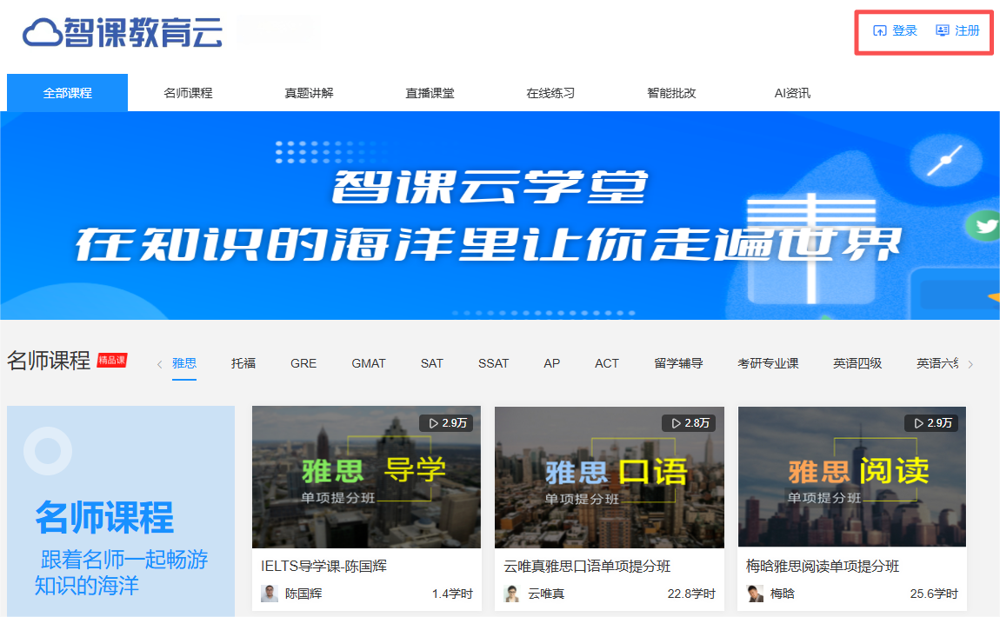 智课教育云
登录 注册
全部课程 名师课程 真题讲解 直播课堂 在线练习 智能批改 AI资讯
智课云学堂
在知识的海洋里让你走遍世界
名师课程 精品课 雅思 托福 GRE GMAT SAT SSAT AP ACT 留学辅导 考研专业课 英语四级 英语六级
名师课程
跟着名师一起畅游
知识的海洋
2.9万
雅思 导学
单项提分班
IELTS导学课-陈国辉
陈国辉 1.4学时
2.8万
雅思 口语
单项提分班
云唯真雅思口语单项提分班
云唯真 22.8学时
2.9万
雅思 阅读
单项提分班
梅晗雅思阅读单项提分班
梅晗 25.6学时